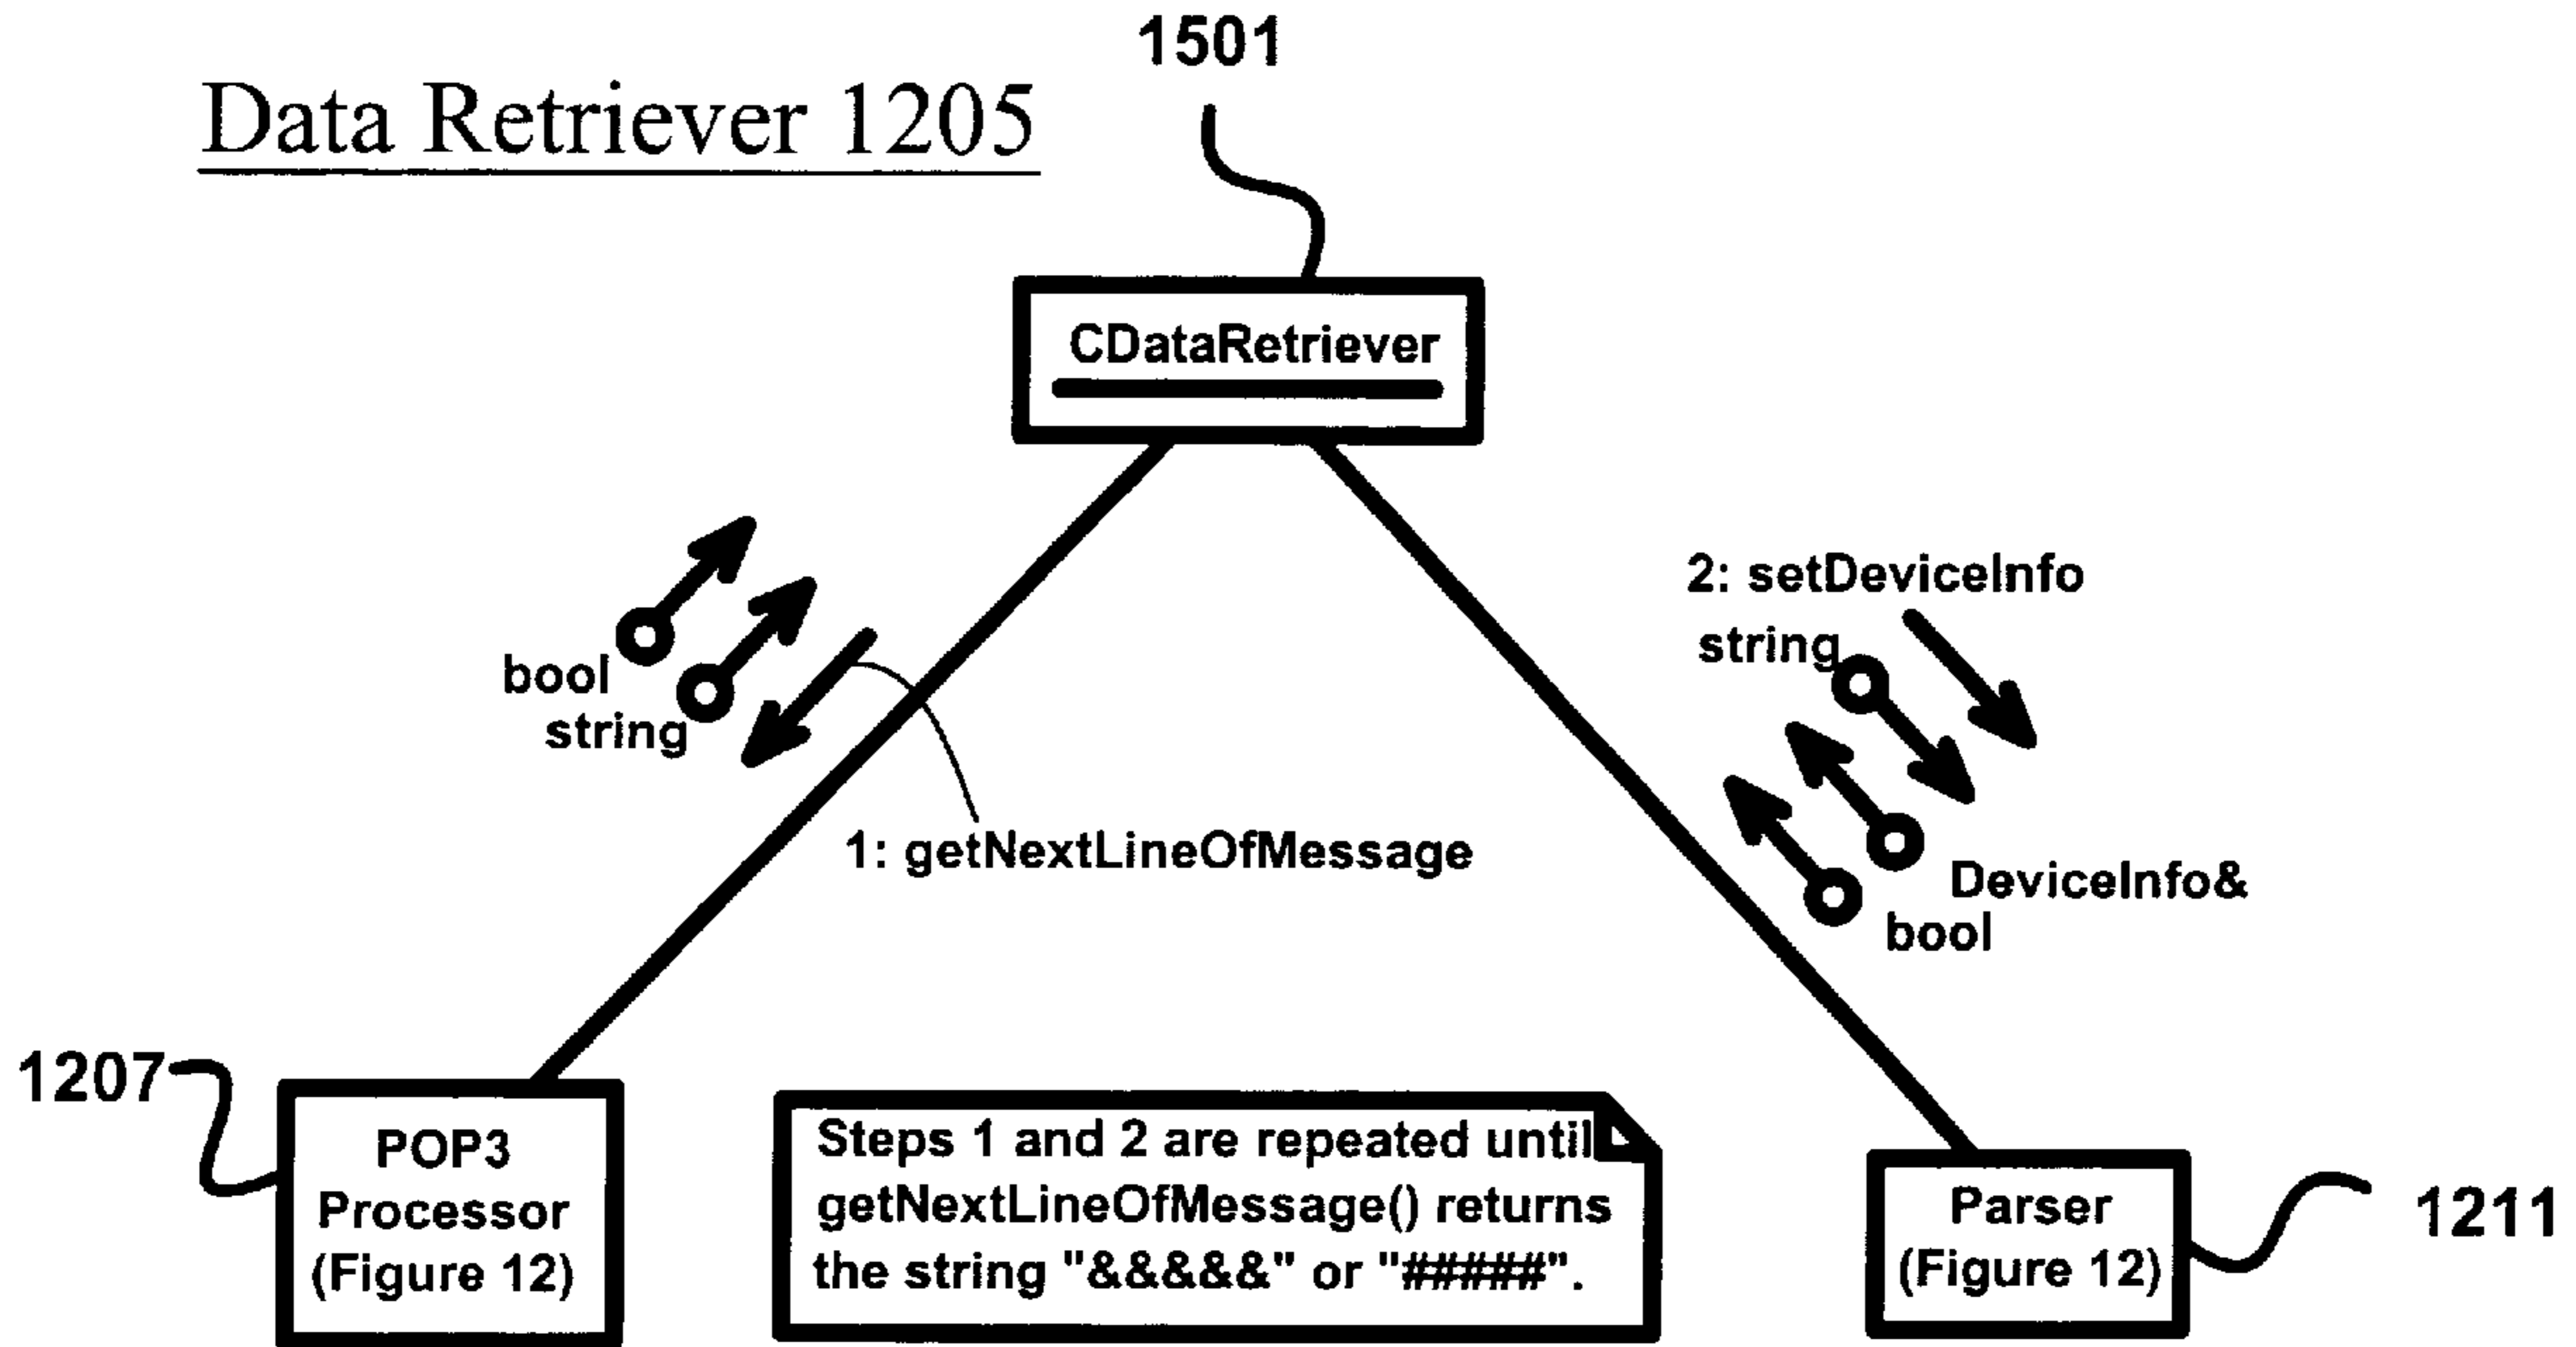 1501
Data Retriever 1205
CDataRetriever
2: setDeviceInfo
string
bool
string
1: getNextLineOfMessage
DeviceInfo&
bool
1207
POP3
Processor
(Figure 12)
Steps 1 and 2 are repeated until
getNextLineOfMessage() returns
the string "&&&&&" or "#####".
Parser
(Figure 12)
1211